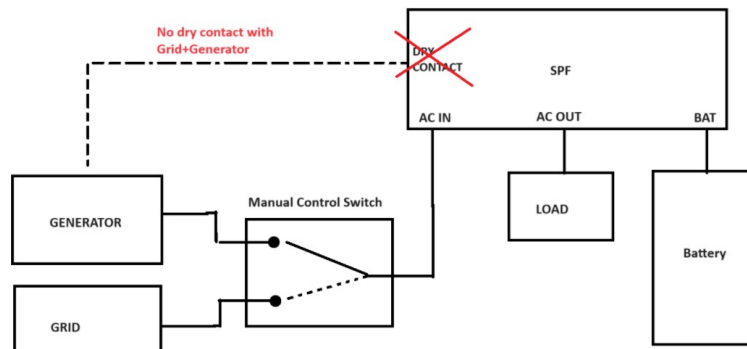 No dry contact with
Grid+Generator
DRY
CONTACT
SPF
AC IN
AC OUT
BAT
Manual Control Switch
GENERATOR
LOAD
Battery
GRID